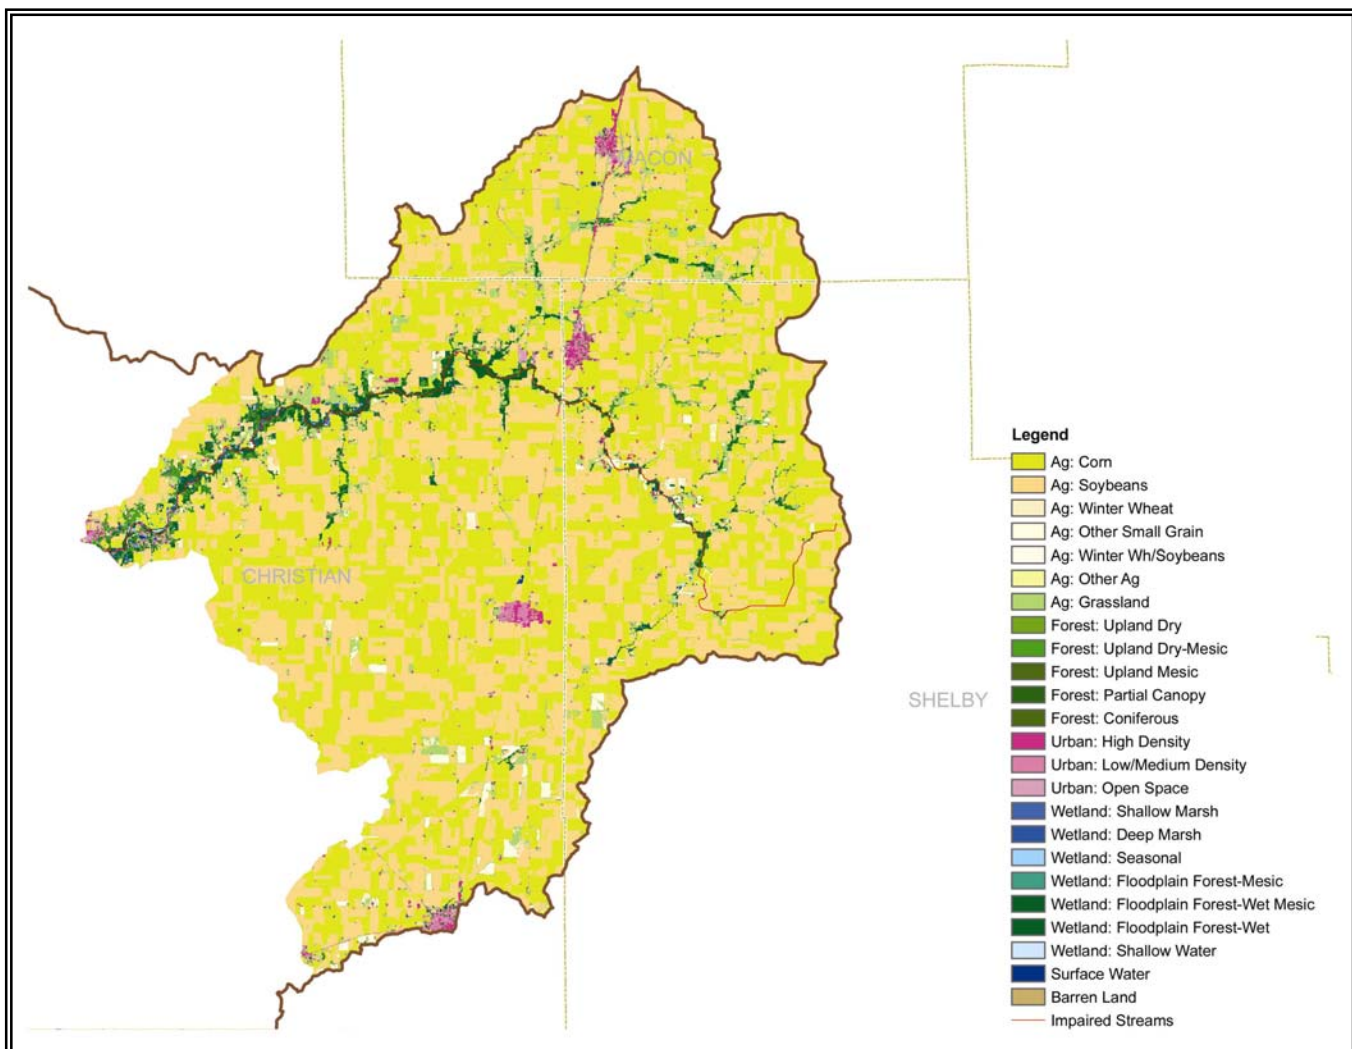 MACON
CHRISTIAN
SHELBY
Legend
Ag: Corn
Ag: Soybeans
Ag: Winter Wheat
Ag: Other Small Grain
Ag: Winter Wh/Soybeans
Ag: Other Ag
Ag: Grassland
Forest: Upland Dry
Forest: Upland Dry-Mesic
Forest: Upland Mesic
Forest: Partial Canopy
Forest: Coniferous
Urban: High Density
Urban: Low/Medium Density
Urban: Open Space
Wetland: Shallow Marsh
Wetland: Deep Marsh
Wetland: Seasonal
Wetland: Floodplain Forest-Mesic
Wetland: Floodplain Forest-Wet Mesic
Wetland: Floodplain Forest-Wet
Wetland: Shallow Water
Surface Water
Barren Land
Impaired Streams